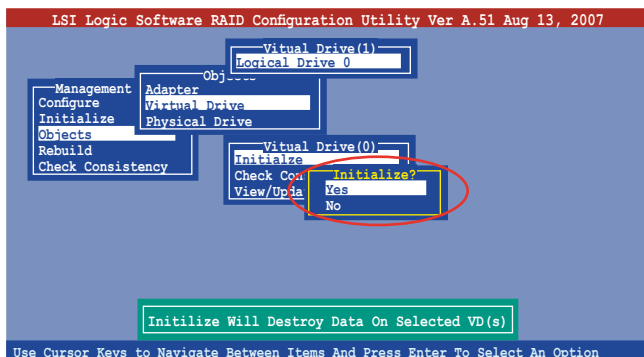 LSI Logic Software RAID Configuration Utility Ver A.51 Aug 13, 2007
Vitual Drive(1)
Logical Drive 0
Management
Configure
Initialize
Objects
Rebuild
Check Consistency
Adapter
Virtual Drive
Physical Drive
Vitual Drive(0)
Initialze
Check Con
View/Upda
Initialize?
Yes
No
Initilize Will Destroy Data On Selected VD(s)
Use Cursor Keys to Navigate Between Items And Press Enter To Select An Option